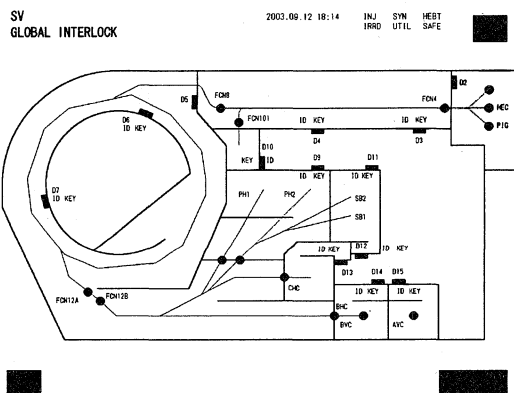 SV
GLOBAL INTERLOCK
2003.09.12 18:14 INJ SYN HEBT
IRRD UTIL SAFE
D2
FCN8
FCN4
MEC
PIG
D5
D6
ID KEY
FCN101
ID KEY
D4
ID KEY
D3
D10
KEY ID
D9
ID KEY
D11
ID KEY
D7
ID KEY
PH1
PH2
SB2
SB1
ID KEY
D12
ID KEY
D13
D14
D15
CHC
ID KEY
ID KEY
FCN12A
FCN12B
BHC
BVC
AVC